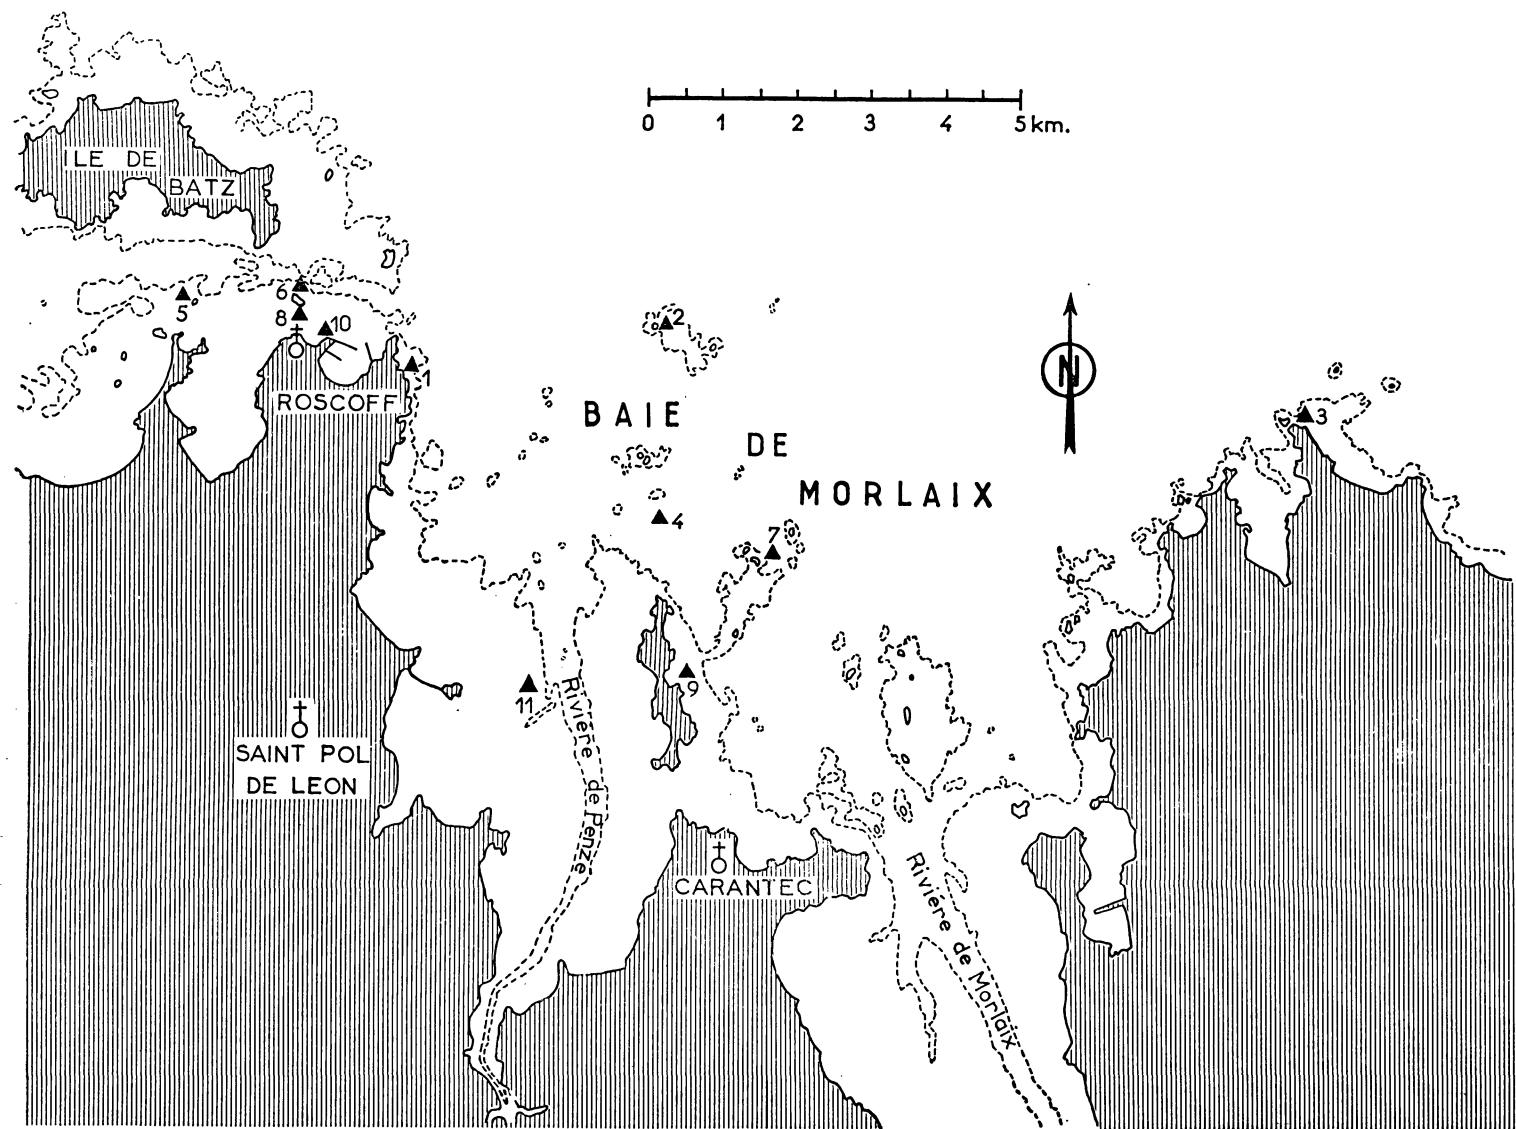 0 1 2 3 4 5 km.
ILE DE
BATZ
6
5
8
10
2
1
N
ROSCOFF
BAIE
DE
MORLAIX
3
4
7
9
11
Rivière de Penzé
SAINT POL
DE LEON
CARANTEC
Rivière de Morlaix